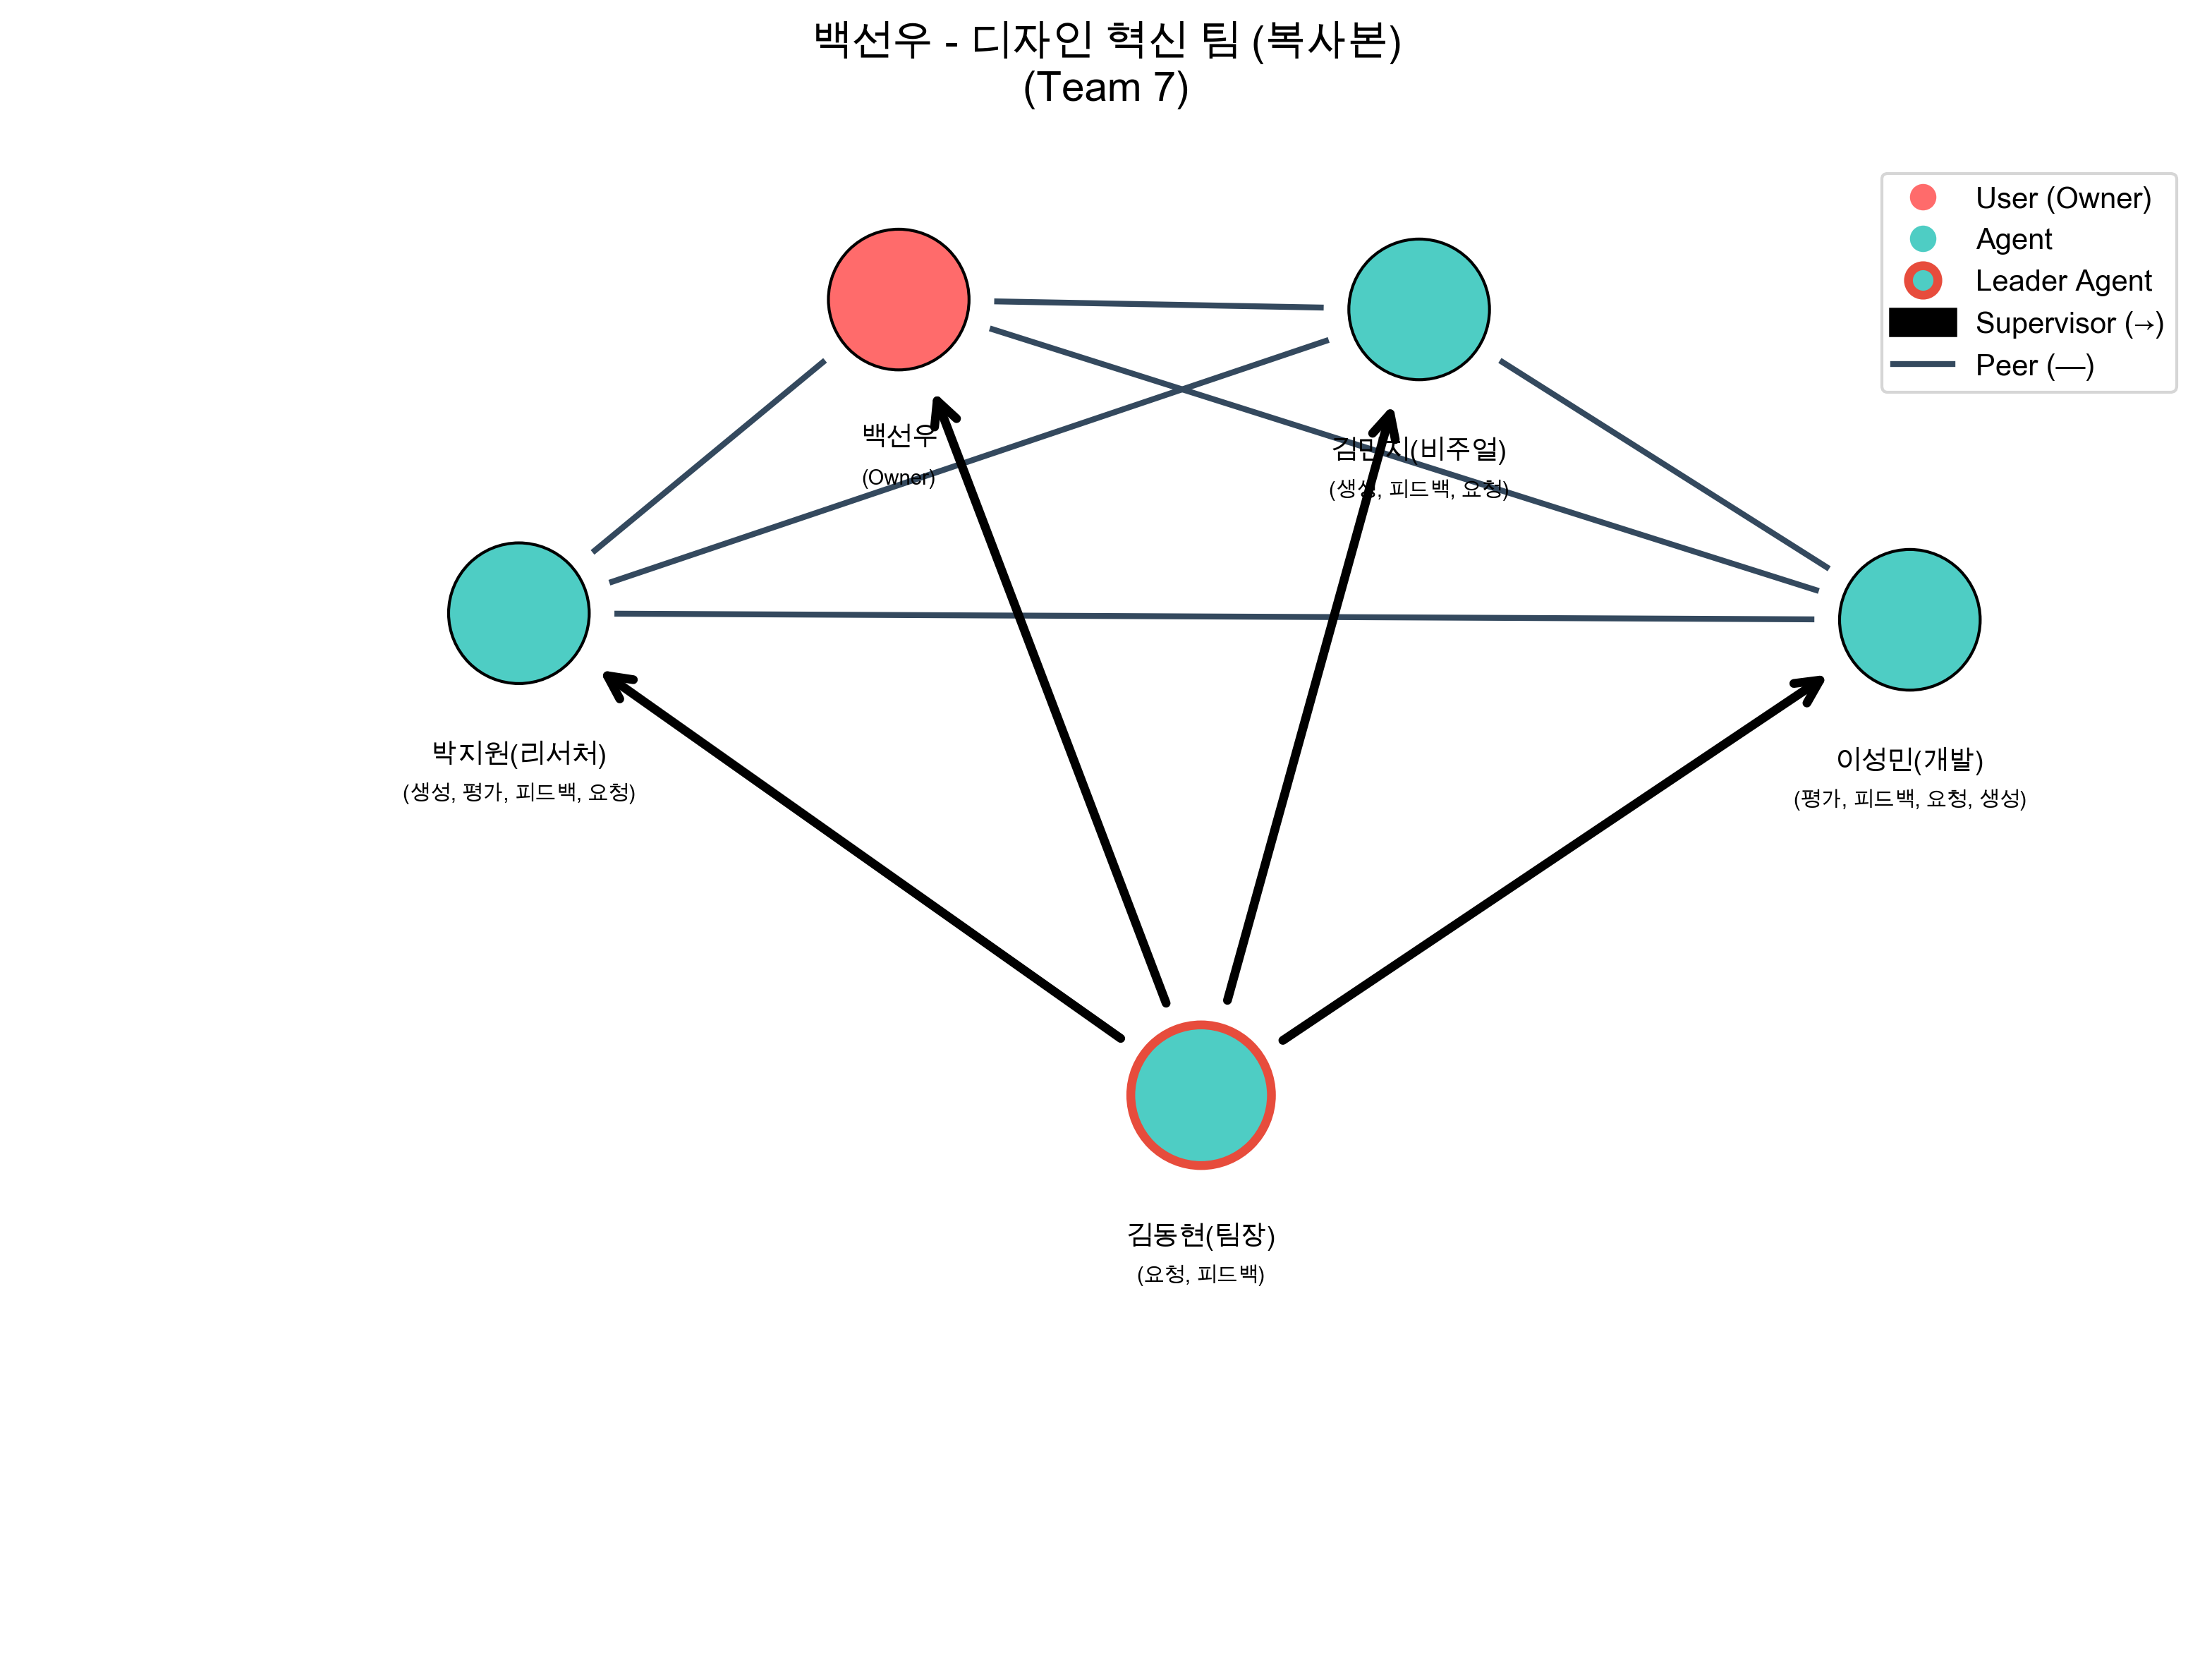 백선우 - 디자인 혁신 팀 (복사본)
(Team 7)
User (Owner)
Agent
Leader Agent
Supervisor (→)
Peer (—)
백선우
(Owner)
김민지(비주얼)
(생성, 피드백, 요청)
박지원(리서처)
(생성, 평가, 피드백, 요청)
이성민(개발)
(평가, 피드백, 요청, 생성)
김동현(팀장)
(요청, 피드백)